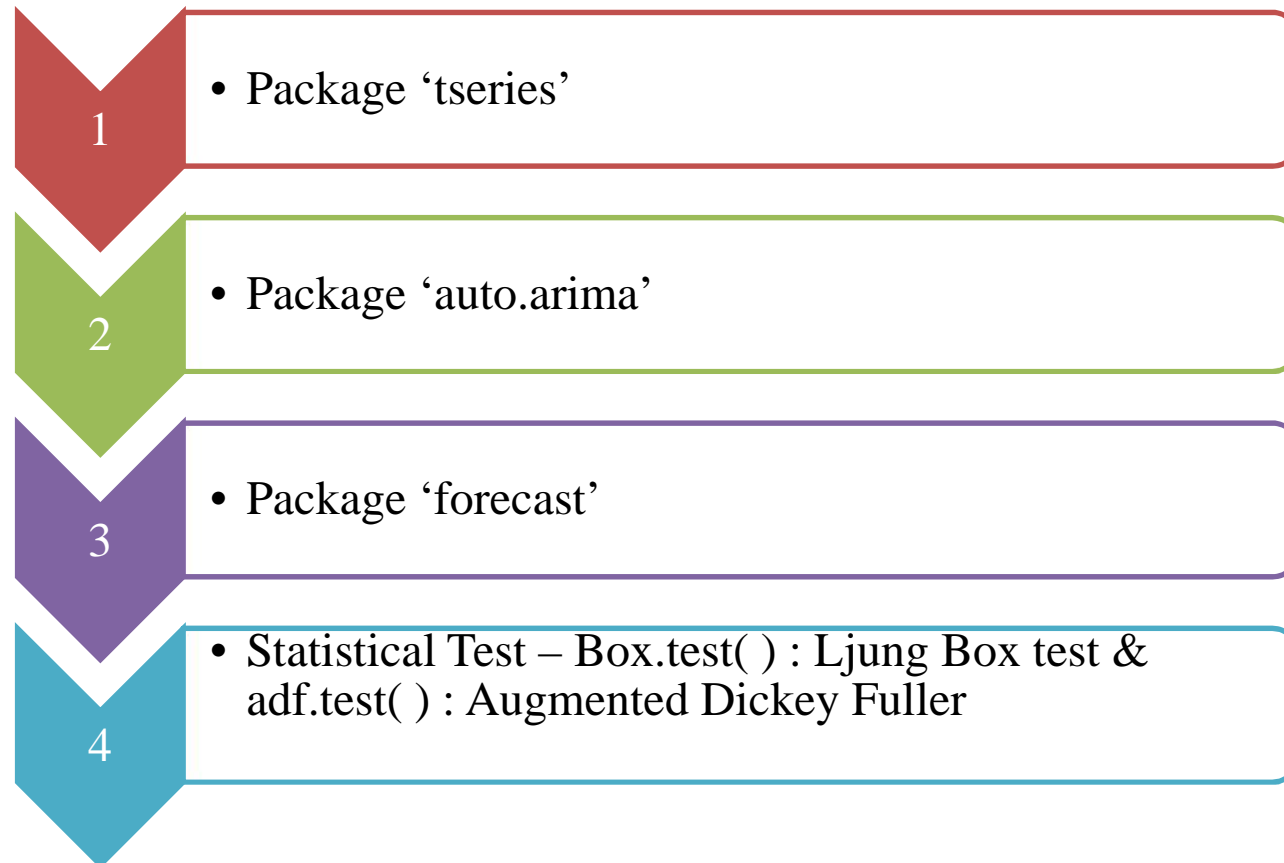 1
• Package ‘tseries’
2
• Package ‘auto.arima’
3
• Package ‘forecast’
4
• Statistical Test – Box.test( ) : Ljung Box test &
adf.test( ) : Augmented Dickey Fuller